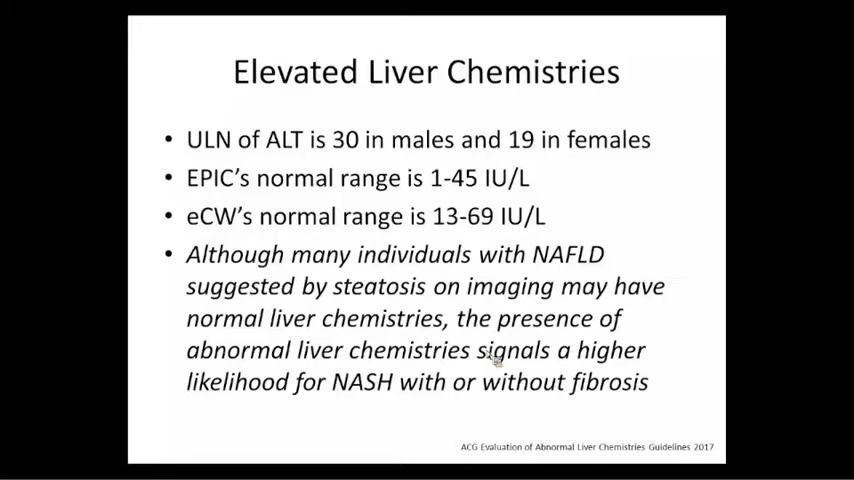 Elevated Liver Chemistries
• ULN of ALT is 30 in males and 19 in females
• EPIC's normal range is 1-45 IU/L
• eCW's normal range is 13-69 IU/L
• Although many individuals with NAFLD
suggested by steatosis on imaging may have
normal liver chemistries, the presence of
abnormal liver chemistries signals a higher
likelihood for NASH with or without fibrosis
ACG Evaluation of Abnormal Liver Chemistries Guidelines 2017